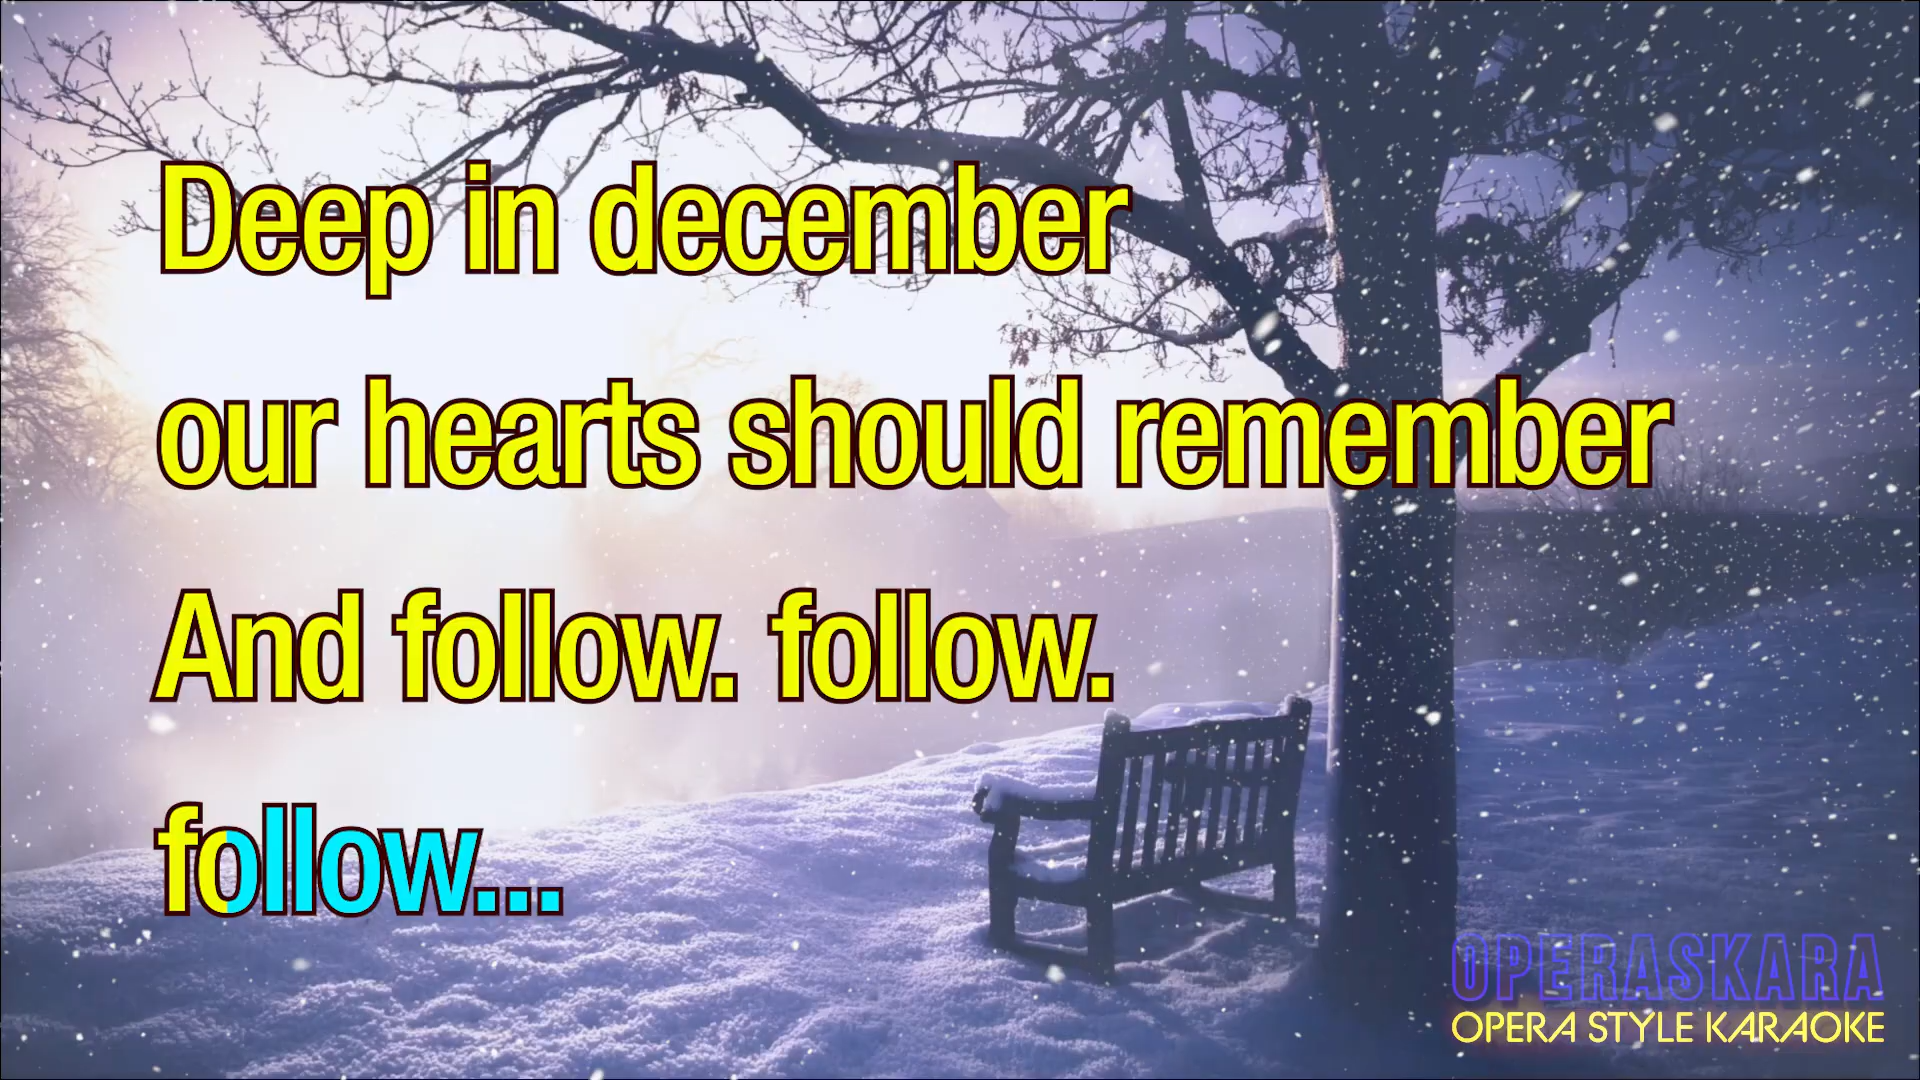 Deep in december
our hearts should remember
And follow. follow.
follow...
OPERASKARA
OPERA STYLE KARAOKE